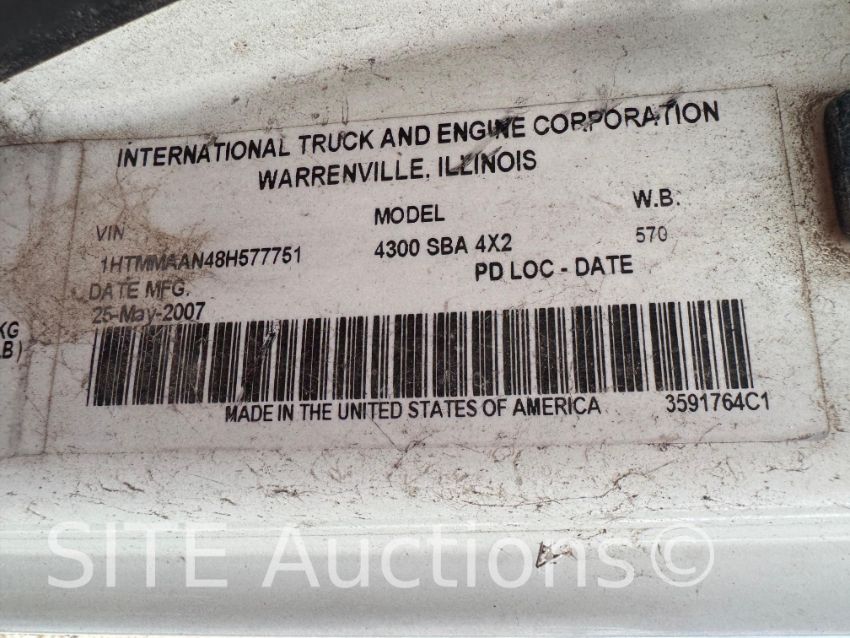 INTERNATIONAL TRUCK AND ENGINE CORPORATION
WARRENVILLE, ILLINOIS
VIN MODEL W.B.
1HTMMAAN48H577751 4300 SBA 4X2 570
DATE MFG. PD LOC - DATE
25-May-2007
KG
LB)
MADE IN THE UNITED STATES OF AMERICA 3591764C1
SITE Auctions©